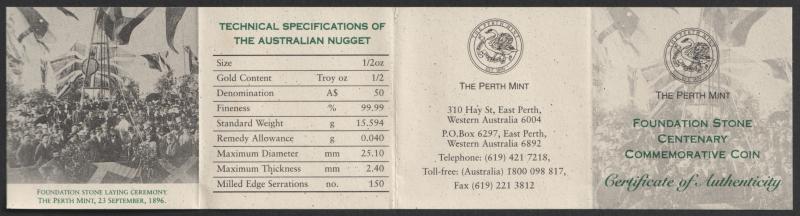 FOUNDATION STONE LAYING CEREMONY
THE PERTH MINT, 23 SEPTEMBER, 1896.
TECHNICAL SPECIFICATIONS OF
THE AUSTRALIAN NUGGET
Size 1/2oz
Gold Content Troy oz 1/2
Denomination A$ 50
Fineness % 99.99
Standard Weight g 15.594
Remedy Allowance g 0.040
Maximum Diameter mm 25.10
Maximum Thickness mm 2.40
Milled Edge Serrations no. 150
THE PERTH MINT
THE PERTH MINT
310 Hay St, East Perth,
Western Australia 6004
P.O.Box 6297, East Perth,
Western Australia 6892
Telephone: (619) 421 7218,
Toll-free: (Australia) 1800 098 817,
Fax (619) 221 3812
THE PERTH MINT
THE PERTH MINT
FOUNDATION STONE
CENTENARY
COMMEMORATIVE COIN
Certificate of Authenticity